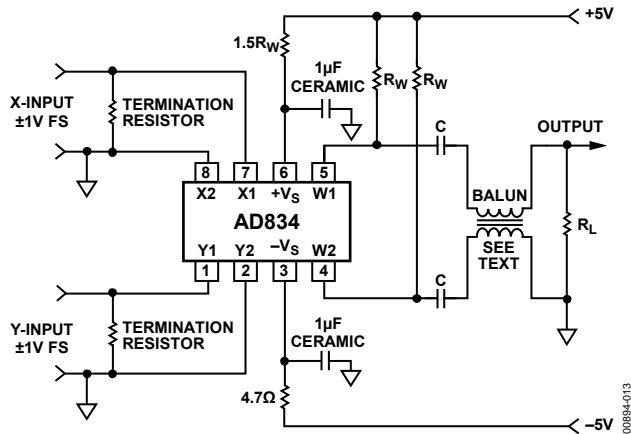 +5V
1.5RW
1µF
CERAMIC
RW
RW
X-INPUT
±1V FS
TERMINATION
RESISTOR
C
OUTPUT
8
7
6
5
X2
X1
+VS
W1
BALUN
AD834
RL
SEE
TEXT
Y1
Y2
–VS
W2
1
2
3
4
C
Y-INPUT
±1V FS
TERMINATION
RESISTOR
1µF
CERAMIC
4.7Ω
–5V
00894-013